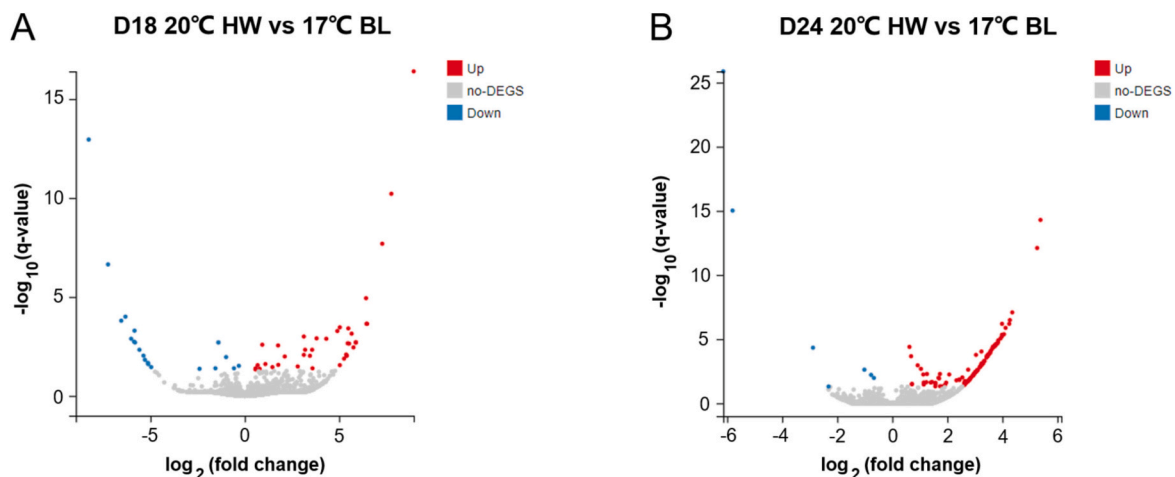 A
D18 20℃ HW vs 17℃ BL
Up
no-DEGS
Down
15
10
5
0
-log10(q-value)
-5
0
5
log2 (fold change)
B
D24 20℃ HW vs 17℃ BL
Up
no-DEGS
Down
25
20
15
10
5
0
-log10(q-value)
-6
-4
-2
0
2
4
6
log2 (fold change)